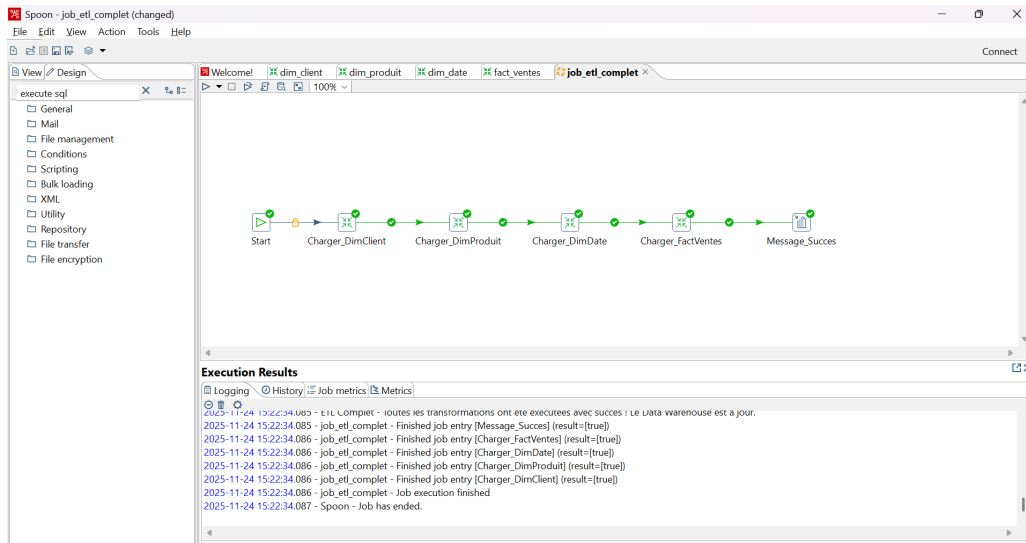 Spoon - job_etl_complet (changed)
File Edit View Action Tools Help
Connect
View Design
Welcome! dim_client dim_produit dim_date fact_ventes job_etl_complet
execute sql
100%
General
Mail
File management
Conditions
Scripting
Bulk loading
XML
Utility
Repository
File transfer
File encryption
Start Charger_DimClient Charger_DimProduit Charger_DimDate Charger_FactVentes Message_Succes
Execution Results
Logging History Job metrics Metrics
2025-11-24 15:22:34.085 - ETL Complet - Toutes les transformations ont été exécutées avec succès ! Le Data Warehouse est à jour.
2025-11-24 15:22:34.085 - job_etl_complet - Finished job entry [Message_Succes] (result=[true])
2025-11-24 15:22:34.086 - job_etl_complet - Finished job entry [Charger_FactVentes] (result=[true])
2025-11-24 15:22:34.086 - job_etl_complet - Finished job entry [Charger_DimDate] (result=[true])
2025-11-24 15:22:34.086 - job_etl_complet - Finished job entry [Charger_DimProduit] (result=[true])
2025-11-24 15:22:34.086 - job_etl_complet - Finished job entry [Charger_DimClient] (result=[true])
2025-11-24 15:22:34.086 - job_etl_complet - Job execution finished
2025-11-24 15:22:34.087 - Spoon - Job has ended.